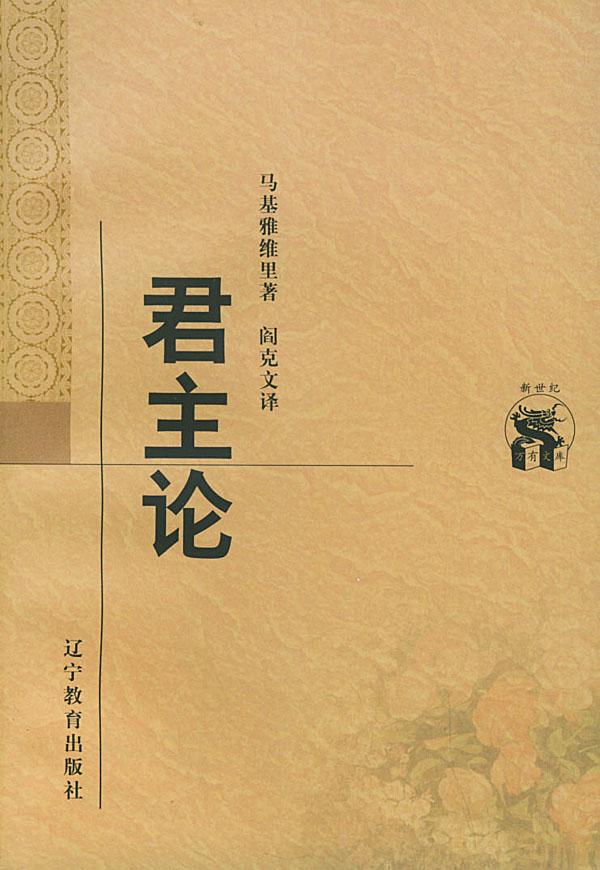 马基雅维里著 阎克文译
君主论
新世纪
万有文库
辽宁教育出版社